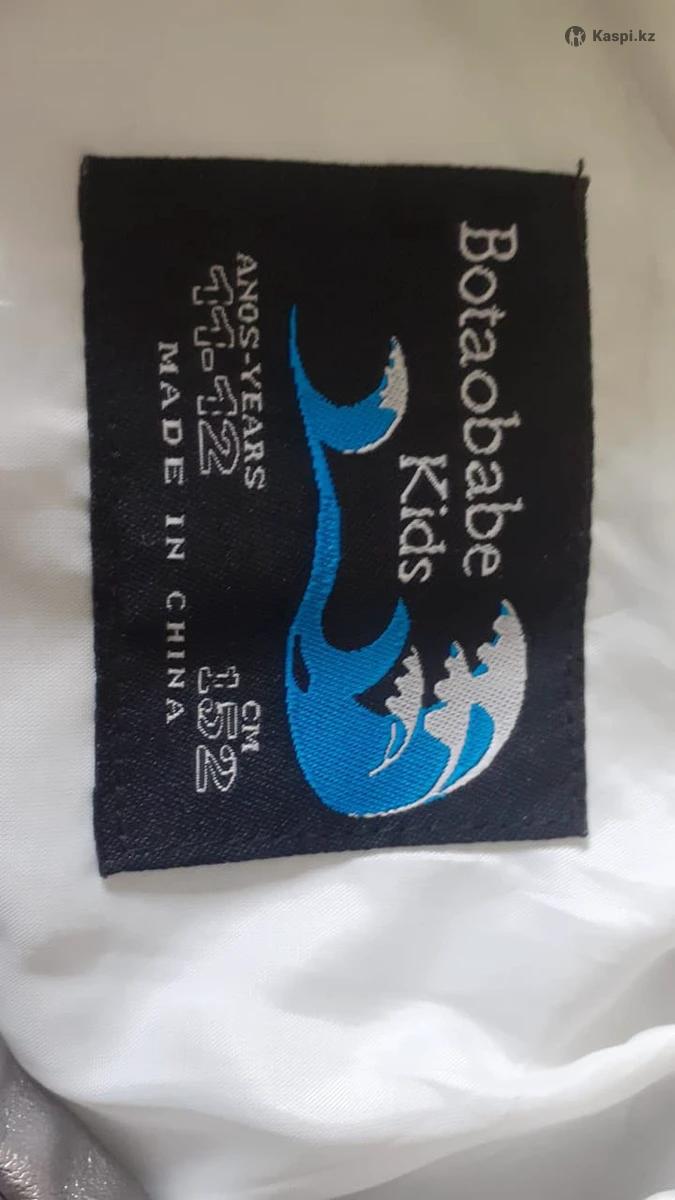 Kaspi.kz
Botaobabe
Kids
ANOS-YEARS
11-12
CM
152
MADE IN CHINA